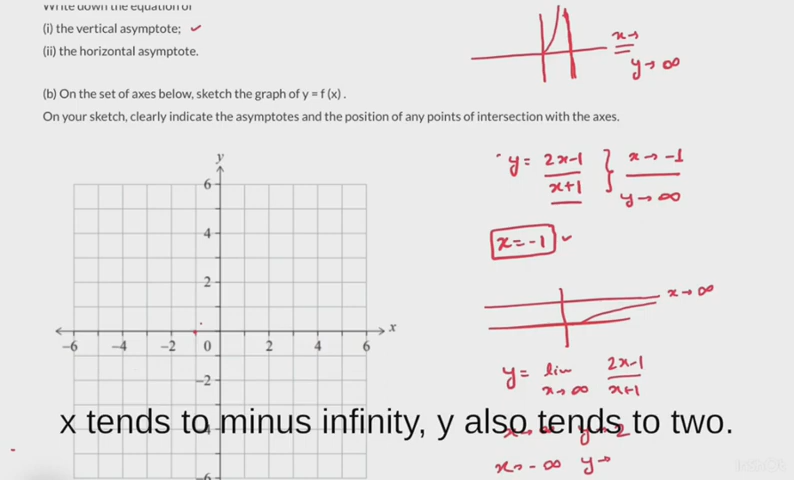 Write down the equation of
(i) the vertical asymptote; ✓
(ii) the horizontal asymptote.
x→
y→∞
(b) On the set of axes below, sketch the graph of y = f (x) .
On your sketch, clearly indicate the asymptotes and the position of any points of intersection with the axes.
y= 2x-1 / x+1 } x→-1
y→∞
x=-1 ✓
y
6
4
2
x
-6 -4 -2 0 2 4 6
-2
-6
x→∞
y= lim x→∞ 2x-1 / x+1
x tends to minus infinity, y also tends to two.
y→2
x→-∞ y→